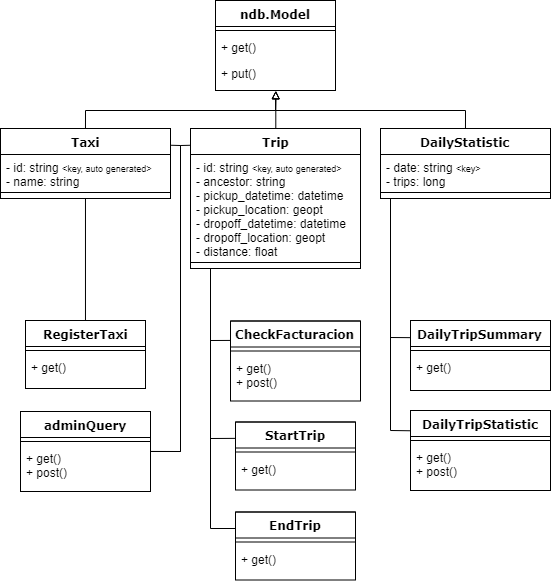 ndb.Model
+ get()
+ put()
Taxi
- id: string <key, auto generated>
- name: string
Trip
- id: string <key, auto generated>
- ancestor: string
- pickup_datetime: datetime
- pickup_location: geopt
- dropoff_datetime: datetime
- dropoff_location: geopt
- distance: float
DailyStatistic
- date: string <key>
- trips: long
RegisterTaxi
+ get()
adminQuery
+ get()
+ post()
CheckFacturacion
+ get()
+ post()
StartTrip
+ get()
EndTrip
+ get()
DailyTripSummary
+ get()
DailyTripStatistic
+ get()
+ post()